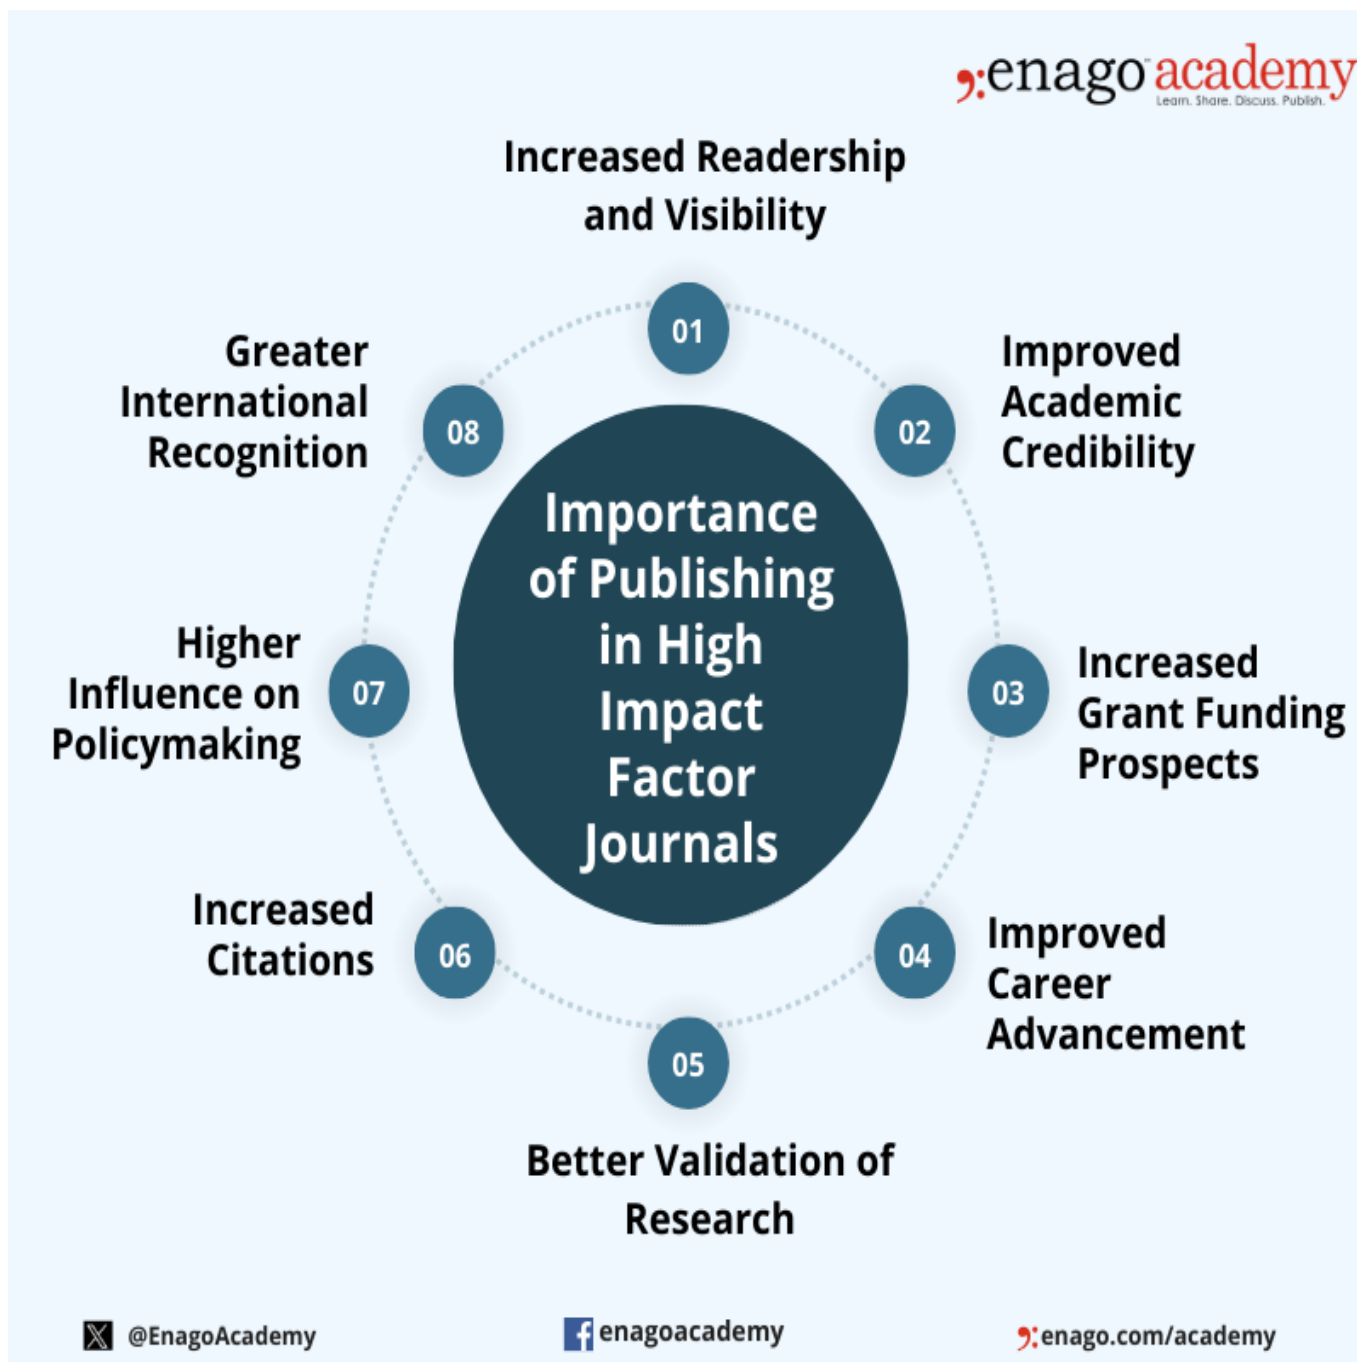 enago academy
Learn. Share. Discuss. Publish.
Increased Readership
and Visibility
01
Improved
Academic
Credibility
02
Increased
Grant Funding
Prospects
03
Improved
Career
Advancement
04
Better Validation of
Research
05
Increased
Citations
06
Higher
Influence on
Policymaking
07
Greater
International
Recognition
08
Importance
of Publishing
in High
Impact
Factor
Journals
@EnagoAcademy
enagoacademy
enago.com/academy